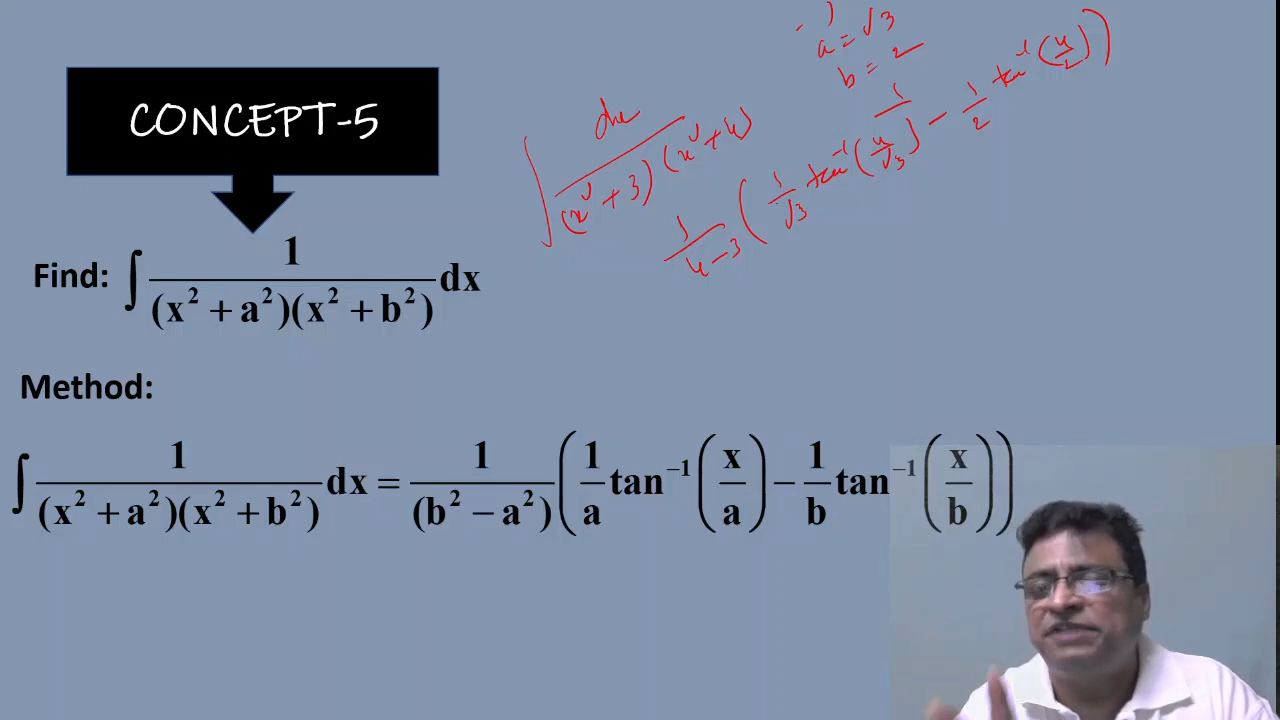 CONCEPT-5
Find: ∫ 1/((x² + a²)(x² + b²)) dx
Method:
∫ 1/((x² + a²)(x² + b²)) dx = 1/(b² − a²) (1/a tan⁻¹(x/a) − 1/b tan⁻¹(x/b))
a = √3
b = 2
∫ dx/((x² + 3)(x² + 4))
1/(4 − 3) (1/√3 tan⁻¹(x/√3) − 1/2 tan⁻¹(x/2))